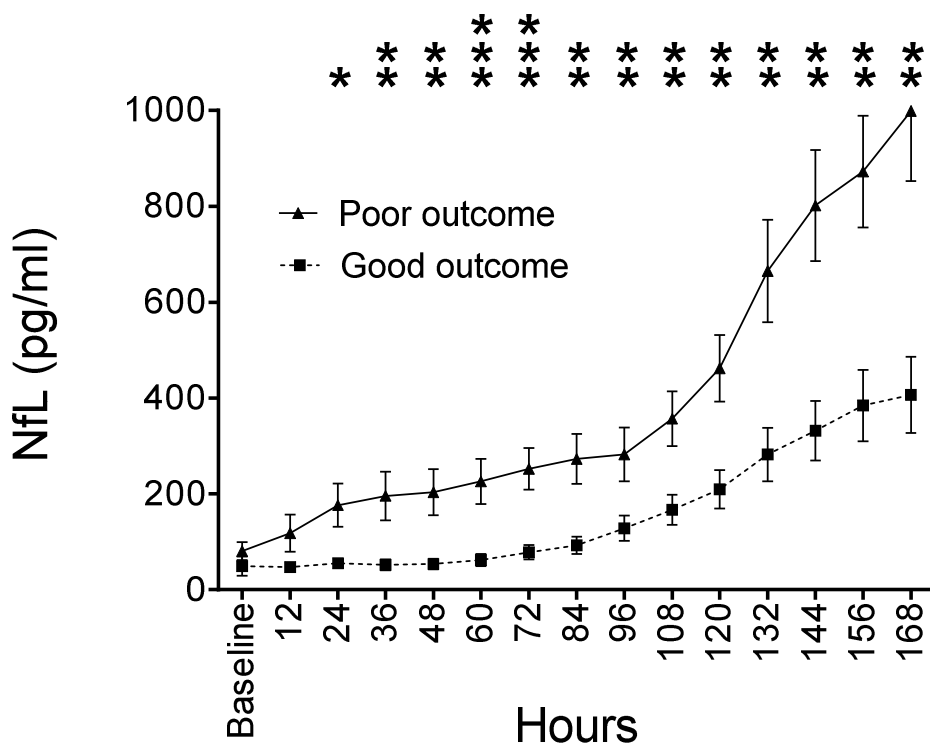 * * * * * * * * * * * * *
* * * * * * * * * * * *
* *
1000
800
600
400
200
0
NfL (pg/ml)
Poor outcome
Good outcome
Baseline 12 24 36 48 60 72 84 96 108 120 132 144 156 168
Hours